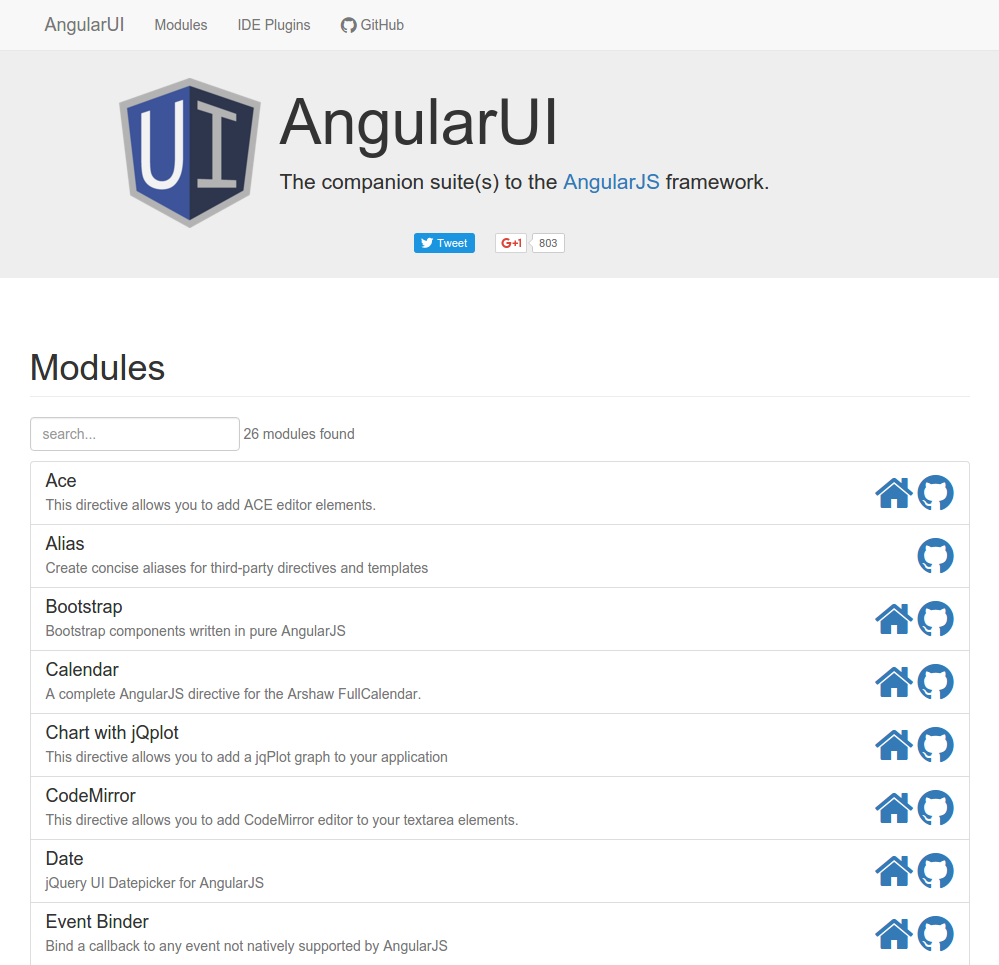 AngularUI Modules IDE Plugins GitHub
UI
AngularUI
The companion suite(s) to the AngularJS framework.
Tweet G+1 803
Modules
search... 26 modules found
Ace
This directive allows you to add ACE editor elements.
Alias
Create concise aliases for third-party directives and templates
Bootstrap
Bootstrap components written in pure AngularJS
Calendar
A complete AngularJS directive for the Arshaw FullCalendar.
Chart with jQplot
This directive allows you to add a jqPlot graph to your application
CodeMirror
This directive allows you to add CodeMirror editor to your textarea elements.
Date
jQuery UI Datepicker for AngularJS
Event Binder
Bind a callback to any event not natively supported by AngularJS